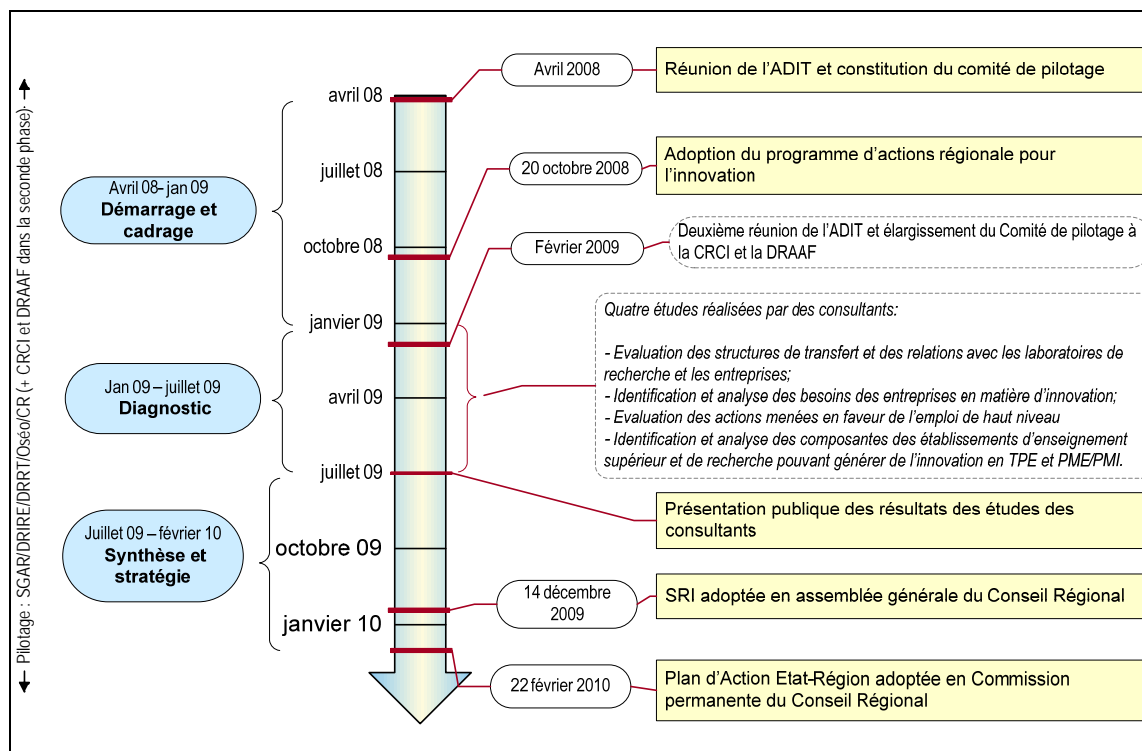 Pilotage : SGAR/DRIRE/DRRT/Oséo/CR (+ CRCI et DRAAF dans la seconde phase)
Avril 08– jan 09
Démarrage et
cadrage
Jan 09 – juillet 09
Diagnostic
Juillet 09 – février 10
Synthèse et
stratégie
avril 08
juillet 08
octobre 08
janvier 09
avril 09
juillet 09
octobre 09
janvier 10
Avril 2008
Réunion de l’ADIT et constitution du comité de pilotage
20 octobre 2008
Adoption du programme d’actions régionale pour
l’innovation
Février 2009
Deuxième réunion de l’ADIT et élargissement du Comité de pilotage à
la CRCI et la DRAAF
Quatre études réalisées par des consultants:
- Evaluation des structures de transfert et des relations avec les laboratoires de
recherche et les entreprises;
- Identification et analyse des besoins des entreprises en matière d’innovation;
- Evaluation des actions menées en faveur de l’emploi de haut niveau
- Identification et analyse des composantes des établissements d’enseignement
supérieur et de recherche pouvant générer de l’innovation en TPE et PME/PMI.
Présentation publique des résultats des études des
consultants
14 décembre
2009
SRI adoptée en assemblée générale du Conseil Régional
22 février 2010
Plan d’Action Etat-Région adoptée en Commission
permanente du Conseil Régional